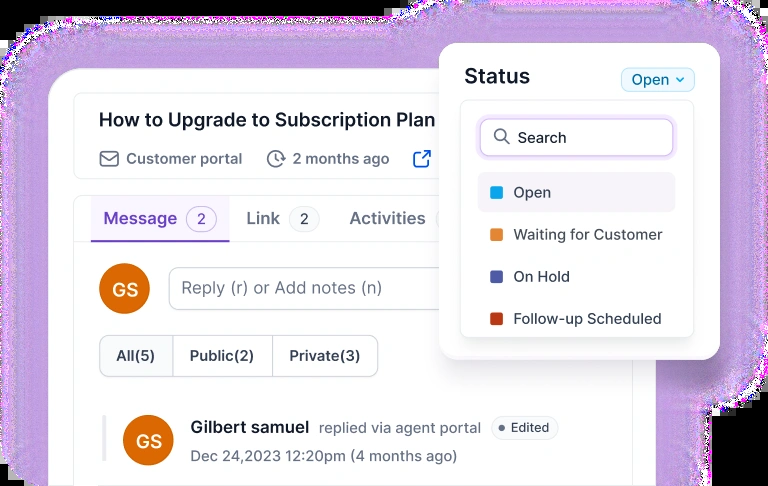 Status
Open
How to Upgrade to Subscription Plan
Customer portal 2 months ago
Search
Open
Waiting for Customer
On Hold
Follow-up Scheduled
Message 2 Link 2 Activities
GS
Reply (r) or Add notes (n)
All(5) Public(2) Private(3)
GS
Gilbert samuel replied via agent portal Edited
Dec 24,2023 12:20pm (4 months ago)